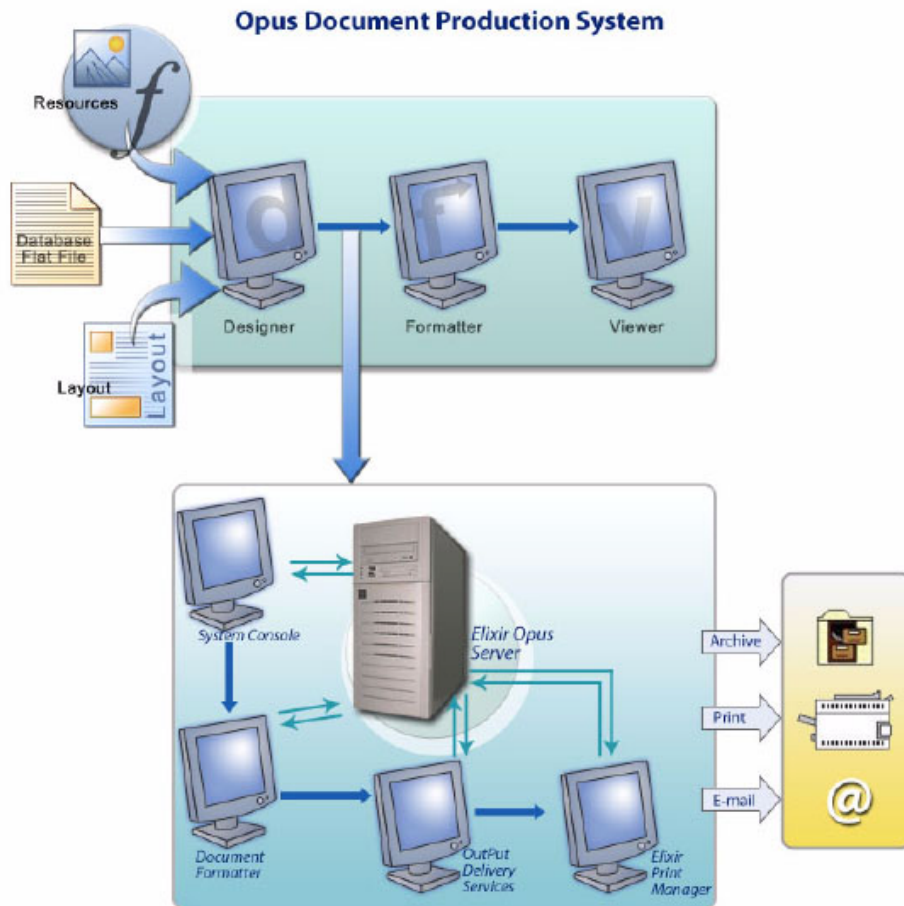 Opus Document Production System
Resources
f
Database
Flat File
Layout
Layout
d
f
v
Designer
Formatter
Viewer
System Console
Elixir Opus
Server
Document
Formatter
OutPut
Delivery
Services
Elixir
Print
Manager
Archive
Print
E-mail
@